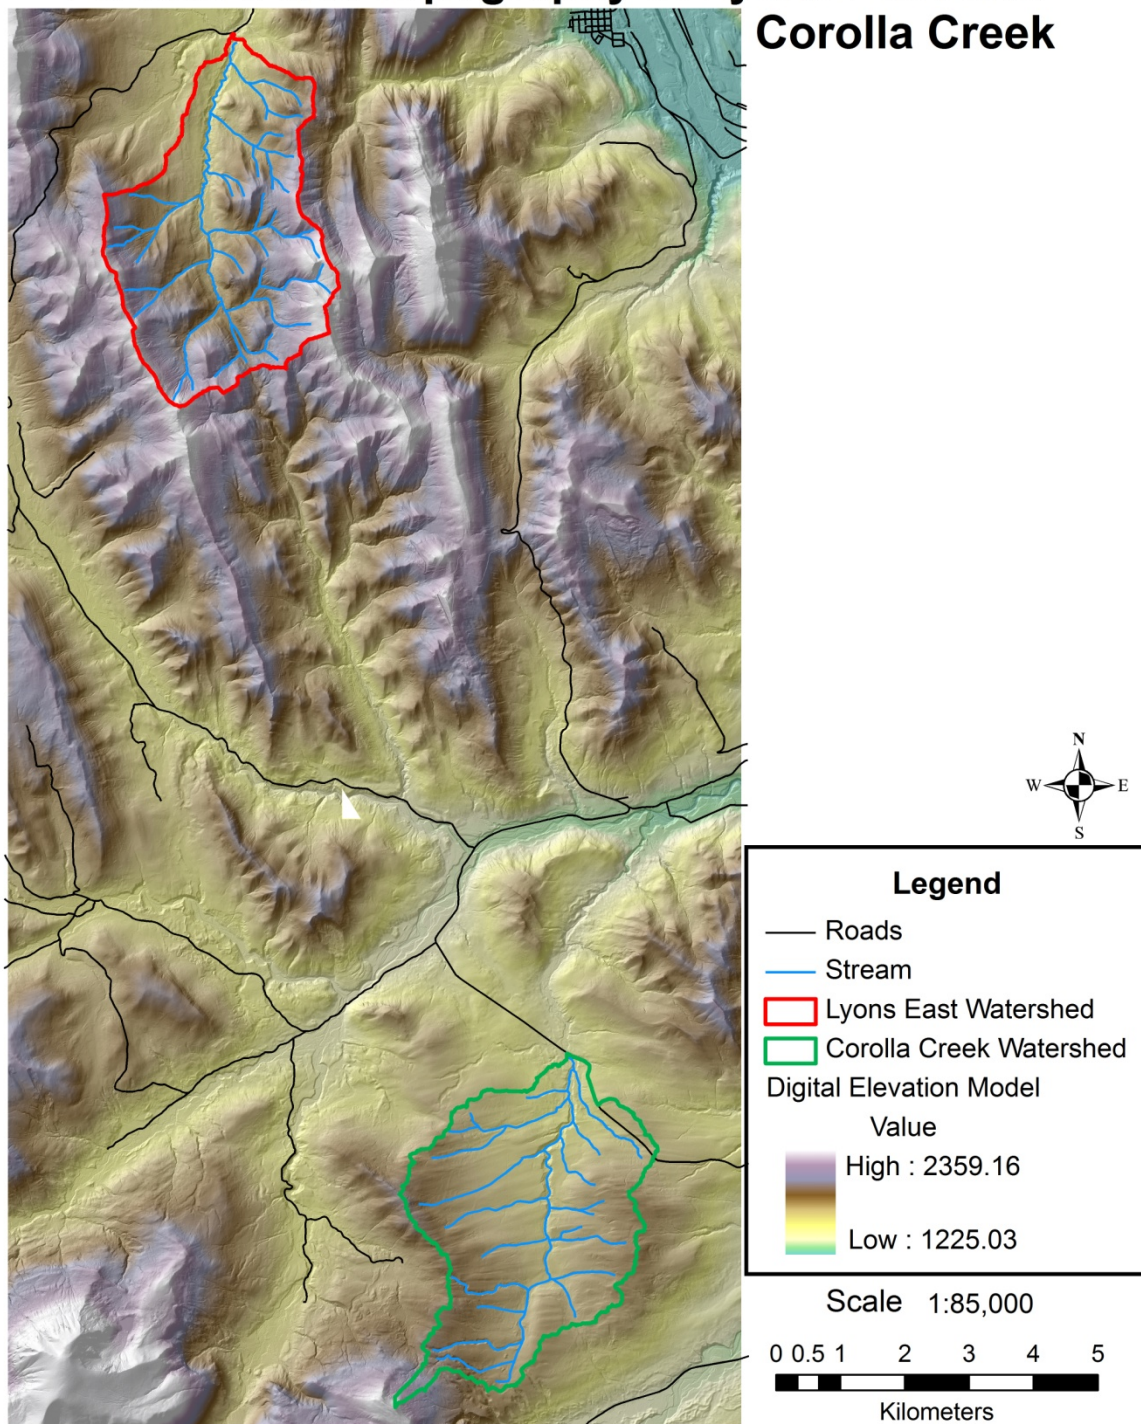 Corolla Creek
N
W E
S
Legend
Roads
Stream
Lyons East Watershed
Corolla Creek Watershed
Digital Elevation Model
Value
High : 2359.16
Low : 1225.03
Scale 1:85,000
0 0.5 1 2 3 4 5
Kilometers